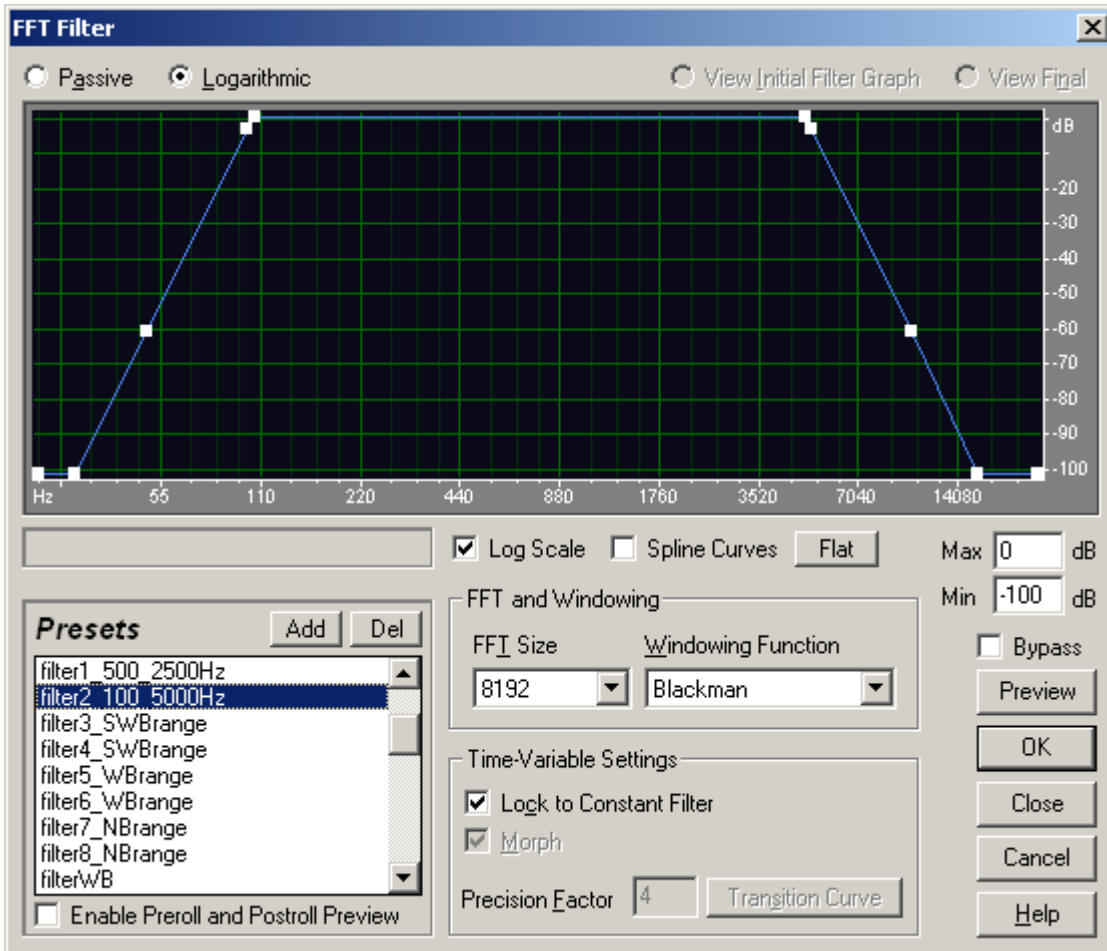 FFT Filter
Passive Logarithmic View Initial Filter Graph View Final
dB
-20
-30
-40
-50
-60
-70
-80
-90
-100
Hz 55 110 220 440 880 1760 3520 7040 14080
Log Scale Spline Curves Flat Max 0 dB
Min -100 dB
Presets Add Del
filter1_500_2500Hz
filter2_100_5000Hz
filter3_SWBrange
filter4_SWBrange
filter5_WBrange
filter6_WBrange
filter7_NBrange
filter8_NBrange
filterWB
Enable Preroll and Postroll Preview
FFT and Windowing
FFT Size Windowing Function
8192 Blackman
Time-Variable Settings
Lock to Constant Filter
Morph
Precision Factor 4 Transition Curve
Bypass
Preview
OK
Close
Cancel
Help